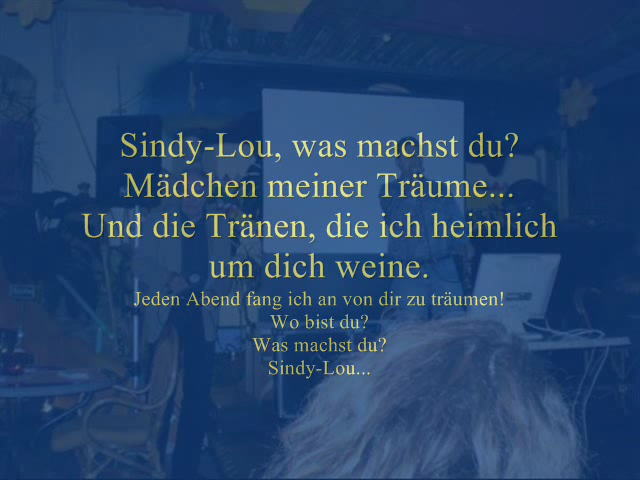 Sindy-Lou, was machst du?
Mädchen meiner Träume...
Und die Tränen, die ich heimlich
um dich weine.
Jeden Abend fang ich an von dir zu träumen!
Wo bist du?
Was machst du?
Sindy-Lou...